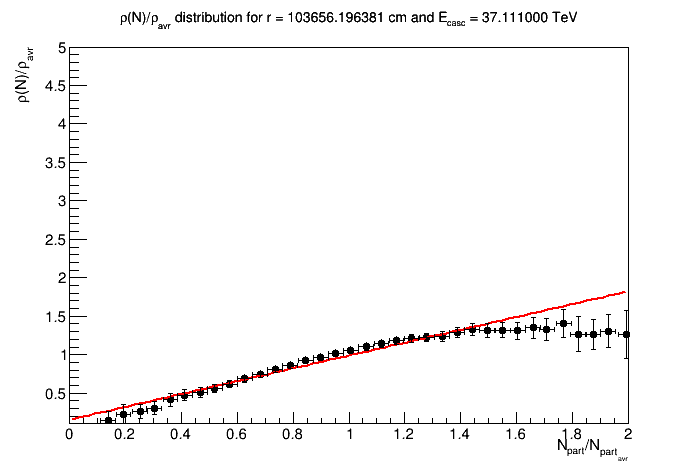 ρ(N)/ρavr distribution for r = 103656.196381 cm and Ecasc = 37.111000 TeV
ρ(N)/ρavr
5
4.5
4
3.5
3
2.5
2
1.5
1
0.5
0 0.2 0.4 0.6 0.8 1.0 1.2 1.4 1.6 1.8 2
Npart/Npartavr